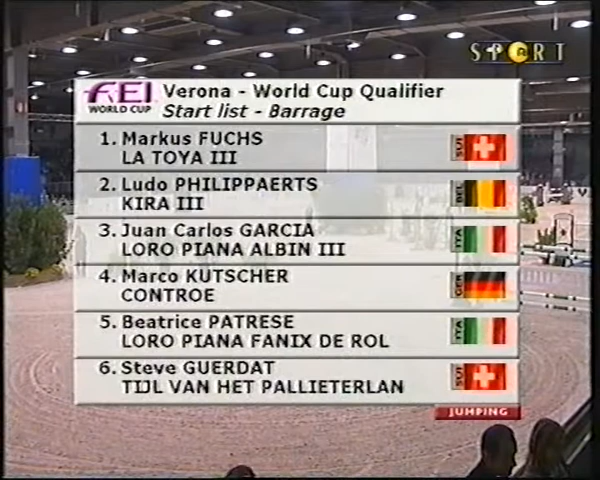 SPORT
FEI
WORLD CUP
Verona - World Cup Qualifier
Start list - Barrage
1. Markus FUCHS
LA TOYA III
SUI
2. Ludo PHILIPPAERTS
KIRA III
BEL
3. Juan Carlos GARCIA
LORO PIANA ALBIN III
ITA
4. Marco KUTSCHER
CONTROE
GER
5. Beatrice PATRESE
LORO PIANA FANIX DE ROL
ITA
6. Steve GUERDAT
TIJL VAN HET PALLIETERLAN
SUI
JUMPING